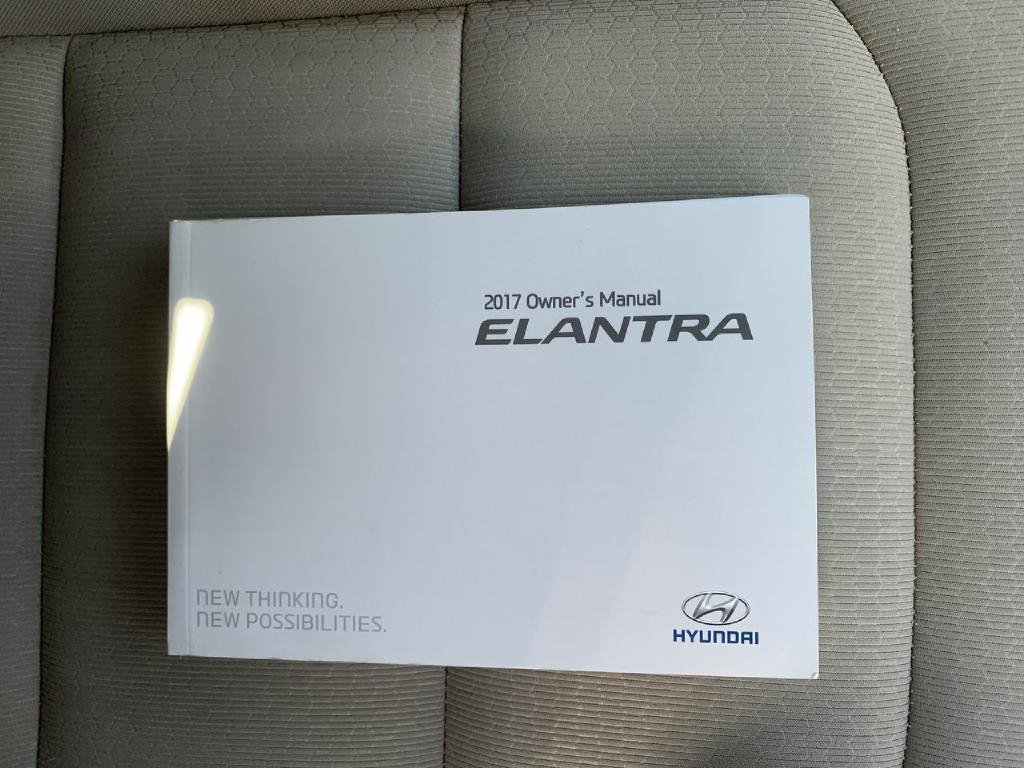 2017 Owner's Manual
ELANTRA
NEW THINKING.
NEW POSSIBILITIES.
HYUNDAI